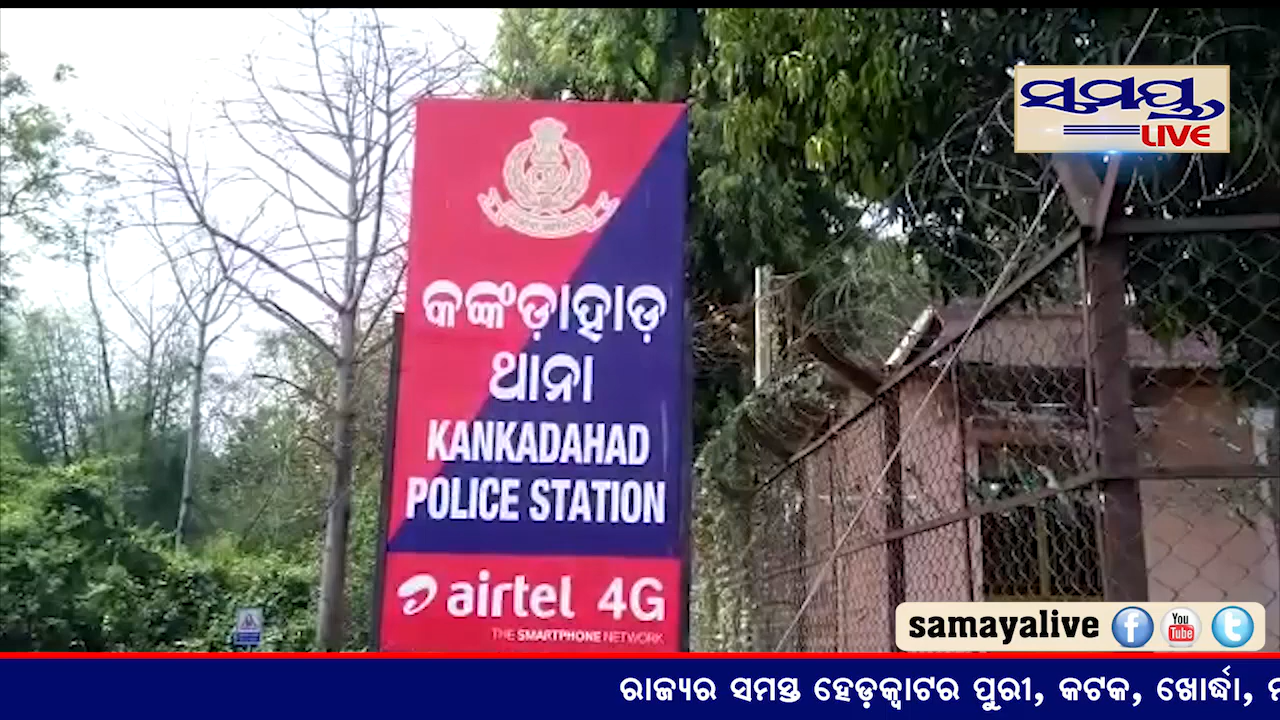 ସମୟ
LIVE
କଙ୍କଡ଼ାହାଡ଼
ଥାନା
KANKADAHAD
POLICE STATION
airtel 4G
THE SMARTPHONE NETWORK
samayalive
You
Tube
ରାଜ୍ୟର ସମସ୍ତ ହେଡ଼କ୍ୱାଟର ପୁରୀ, କଟକ, ଖୋର୍ଦ୍ଧା,